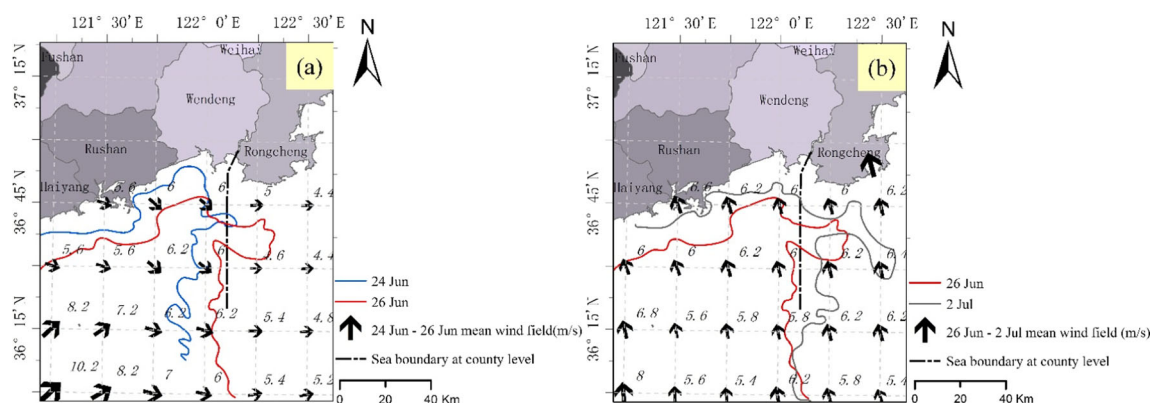 121° 30′E 122° 0′E 122° 30′E
N
(a)
Weihai
Fushan
15′N
37°
Wendeng
Rushan
Rongcheng
Haiyang
45′N
36°
5.6 6 6 5 4.4
5.6 5.6 6.2 6 5.6 4.4
15′N
36°
8.2 7.2 6.2 6.2 5.4 4.8
10.2 8.2 7 6 5.4 5.2
24 Jun
26 Jun
24 Jun - 26 Jun mean wind field(m/s)
Sea boundary at county level
0 20 40 Km
121° 30′E 122° 0′E 122° 30′E
N
(b)
Weihai
Fushan
15′N
37°
Wendeng
Rushan
Rongcheng
Haiyang
45′N
36°
6.6 6.2 6 6 6.2
6 6 6 6 6.2 6.4
15′N
36°
6.8 5.6 5.8 5.8 6.2 6.2
8 5.6 5.4 6.2 5.8 5.4
26 Jun
2 Jul
26 Jun - 2 Jul mean wind field (m/s)
Sea boundary at county level
0 20 40 Km